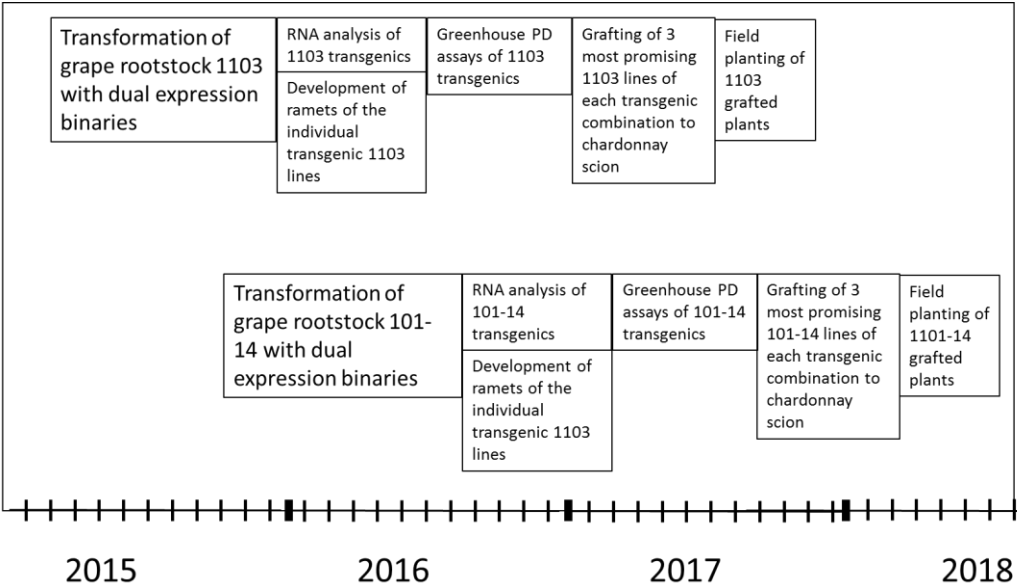 Transformation of
grape rootstock 1103
with dual expression
binaries
RNA analysis of
1103 transgenics
Development of
ramets of the
individual
transgenic 1103
lines
Greenhouse PD
assays of 1103
transgenics
Grafting of 3
most promising
1103 lines of
each transgenic
combination to
chardonnay
scion
Field
planting of
1103
grafted
plants
Transformation of
grape rootstock 101-
14 with dual
expression binaries
RNA analysis of
101-14
transgenics
Development of
ramets of the
individual
transgenic 1103
lines
Greenhouse PD
assays of 101-14
transgenics
Grafting of 3
most promising
101-14 lines of
each transgenic
combination to
chardonnay
scion
Field
planting of
1101-14
grafted
plants
2015
2016
2017
2018